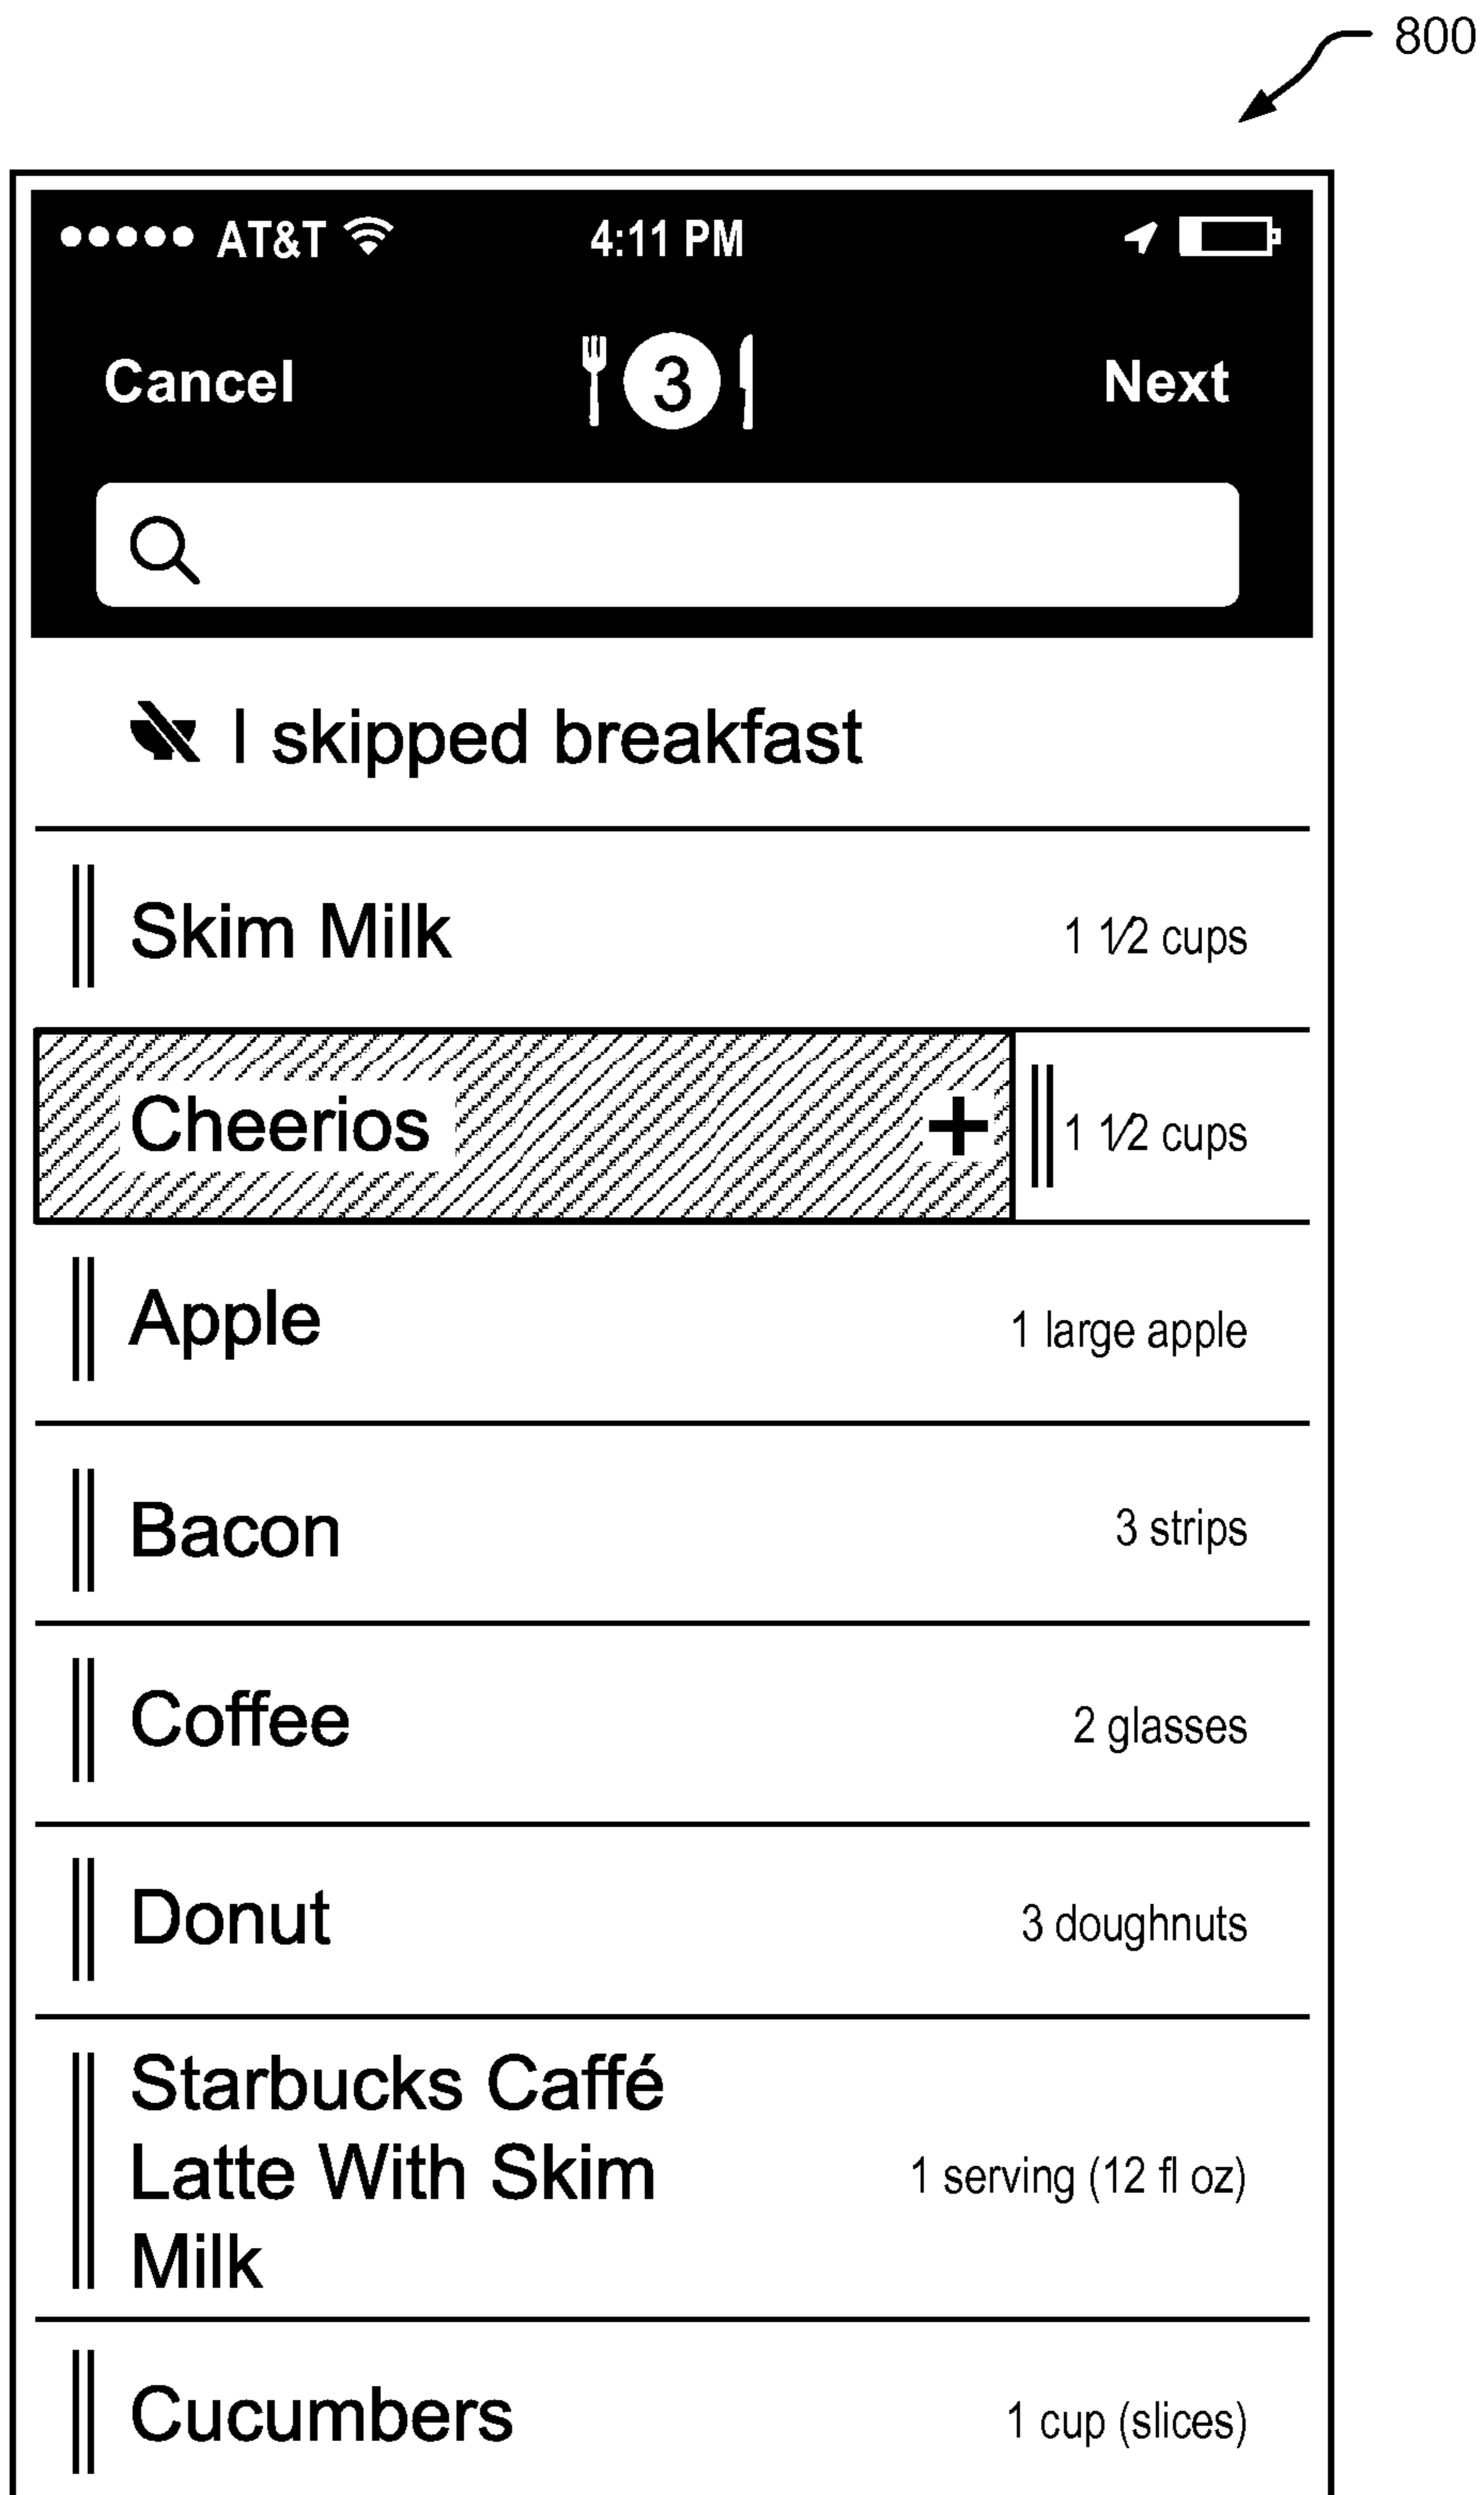 800
AT&T 4:11 PM
Cancel 3 Next
I skipped breakfast
Skim Milk 1 1/2 cups
Cheerios + 1 1/2 cups
Apple 1 large apple
Bacon 3 strips
Coffee 2 glasses
Donut 3 doughnuts
Starbucks Caffé
Latte With Skim 1 serving (12 fl oz)
Milk
Cucumbers 1 cup (slices)